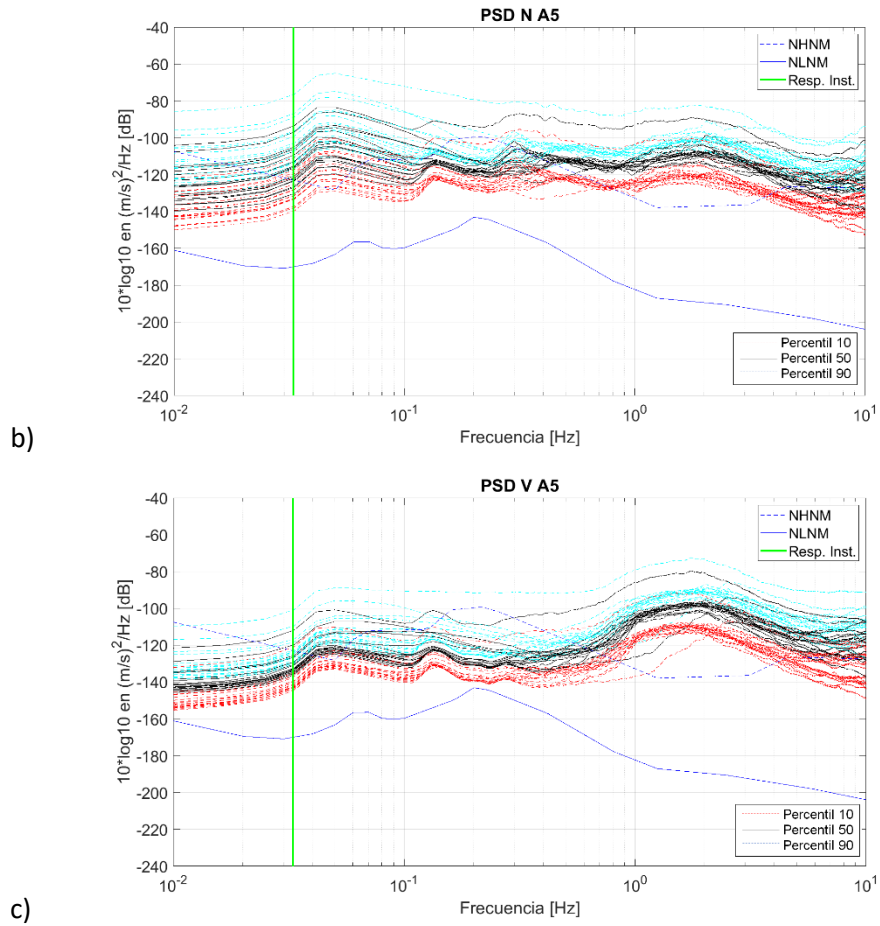 PSD N A5
10*log10 en (m/s)²/Hz [dB]
-40
-60
-80
-100
-120
-140
-160
-180
-200
-220
-240
NHNM
NLNM
Resp. Inst.
Percentil 10
Percentil 50
Percentil 90
10⁻² 10⁻¹ 10⁰ 10¹
Frecuencia [Hz]
b)
PSD V A5
10*log10 en (m/s)²/Hz [dB]
-40
-60
-80
-100
-120
-140
-160
-180
-200
-220
-240
NHNM
NLNM
Resp. Inst.
Percentil 10
Percentil 50
Percentil 90
10⁻² 10⁻¹ 10⁰ 10¹
Frecuencia [Hz]
c)